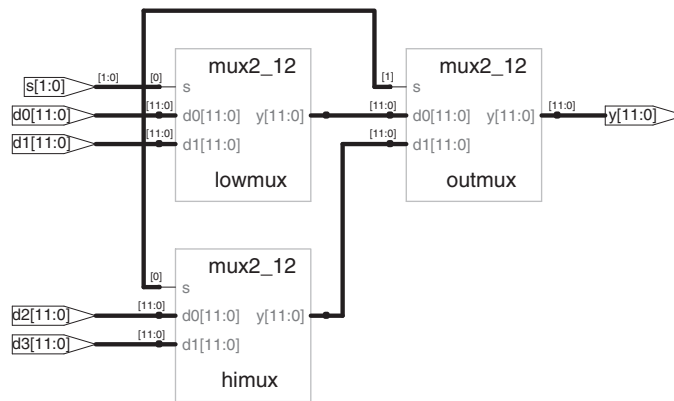 mux2_12
mux2_12
[1:0]
[0]
[1]
s[1:0]
s
s
[11:0]
[11:0]
[11:0]
d0[11:0]
d0[11:0]
y[11:0]
d0[11:0]
y[11:0]
y[11:0]
[11:0]
[11:0]
d1[11:0]
d1[11:0]
d1[11:0]
lowmux
outmux
mux2_12
[0]
s
[11:0]
d2[11:0]
d0[11:0]
y[11:0]
[11:0]
d3[11:0]
d1[11:0]
himux